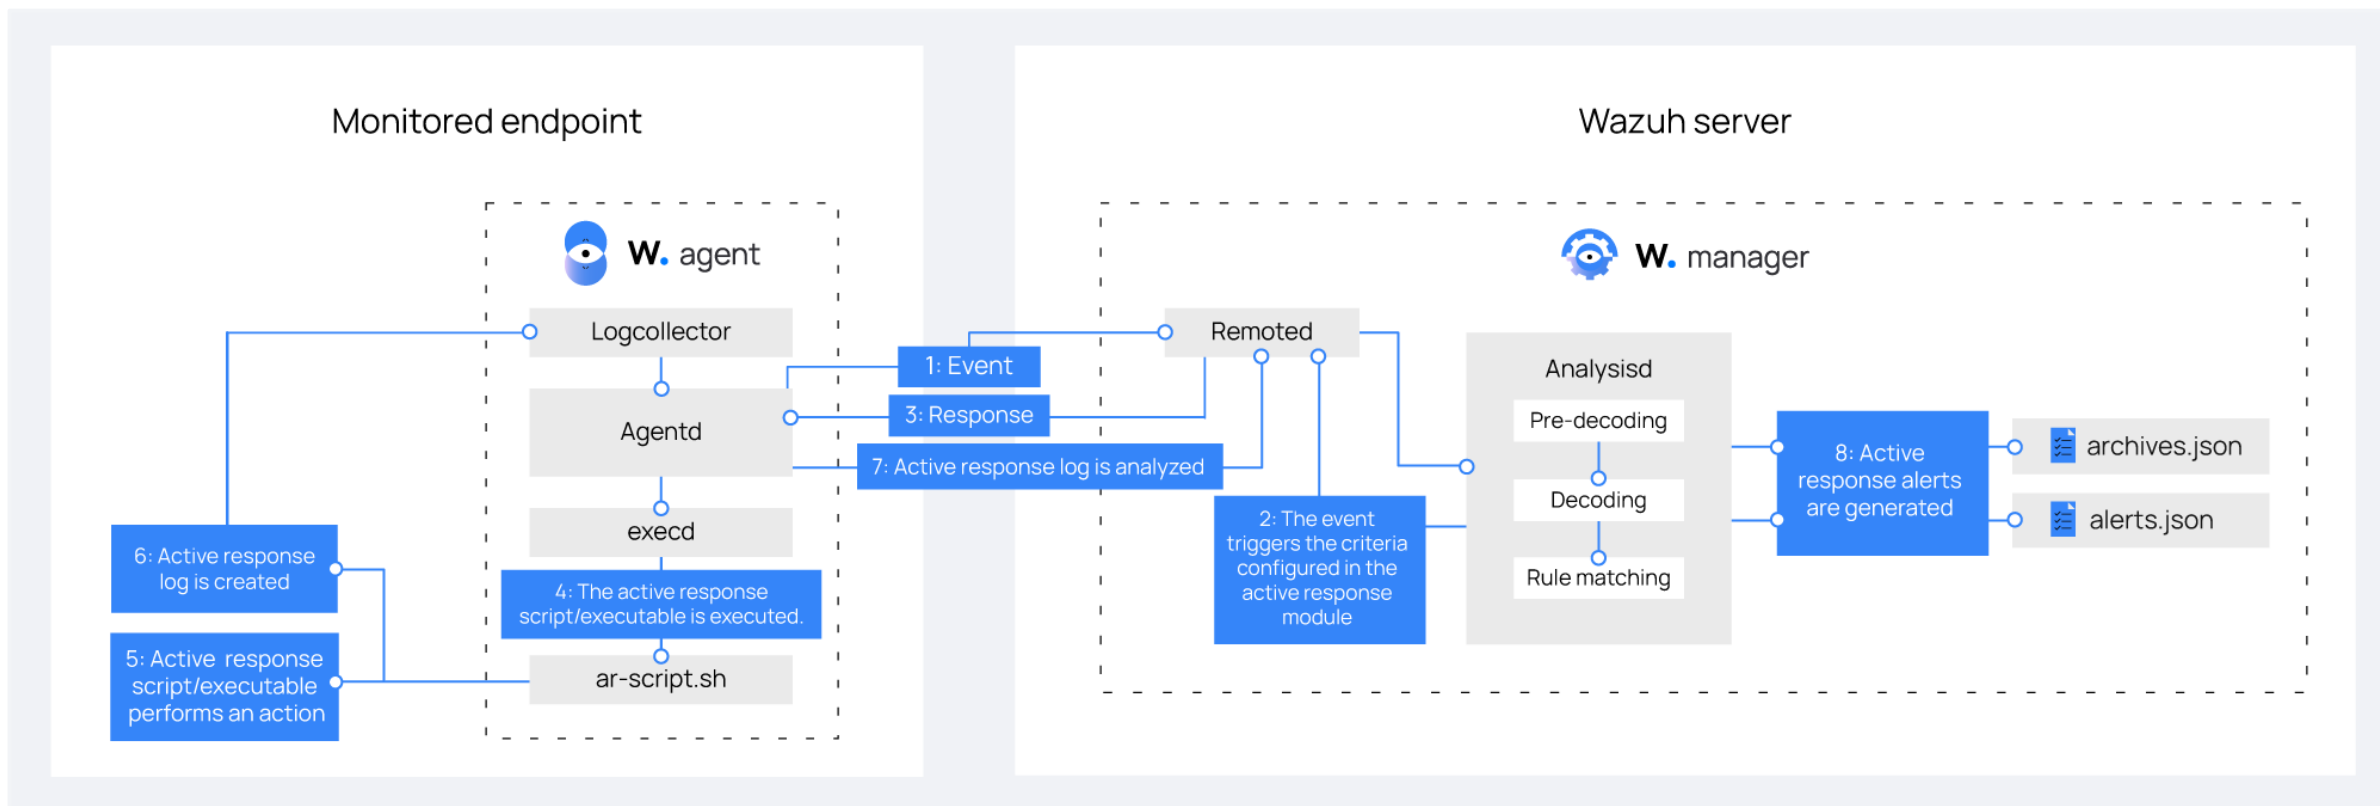 Monitored endpoint
W. agent
Logcollector
Agentd
execd
4: The active response
script/executable is executed.
ar-script.sh
6: Active response
log is created
5: Active response
script/executable
performs an action
1: Event
3: Response
7: Active response log is analyzed
Wazuh server
W. manager
Remoted
2: The event
triggers the criteria
configured in the
active response
module
Analysisd
Pre-decoding
Decoding
Rule matching
8: Active
response alerts
are generated
archives.json
alerts.json